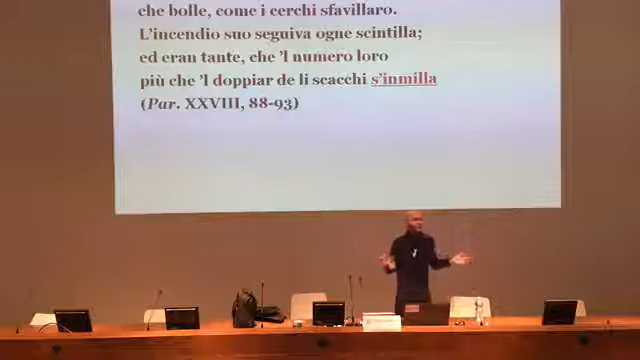 che bolle, come i cerchi sfavillaro.
L'incendio suo seguiva ogne scintilla;
ed eran tante, che 'l numero loro
più che 'l doppiar de li scacchi s'inmilla
(Par. XXVIII, 88-93)